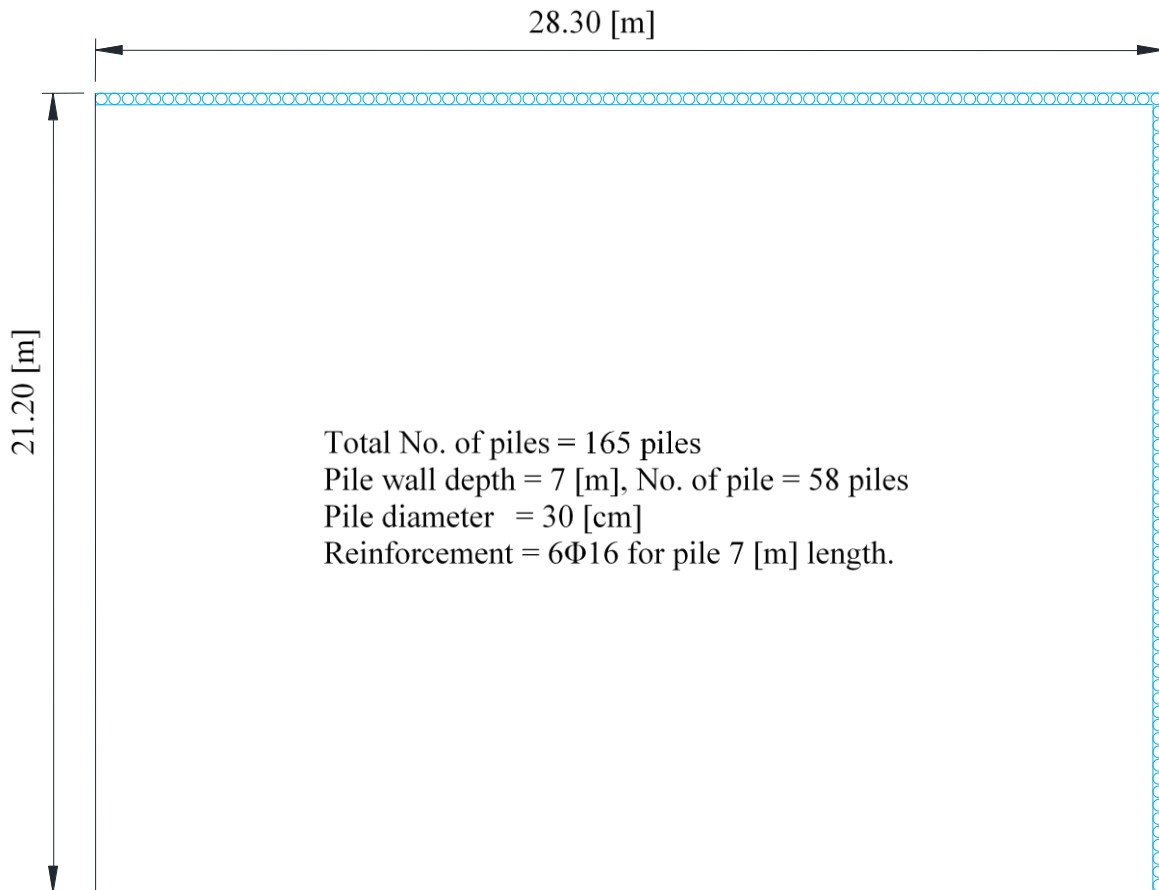 28.30 [m]
21.20 [m]
Total No. of piles = 165 piles
Pile wall depth = 7 [m], No. of pile = 58 piles
Pile diameter = 30 [cm]
Reinforcement = 6Φ16 for pile 7 [m] length.